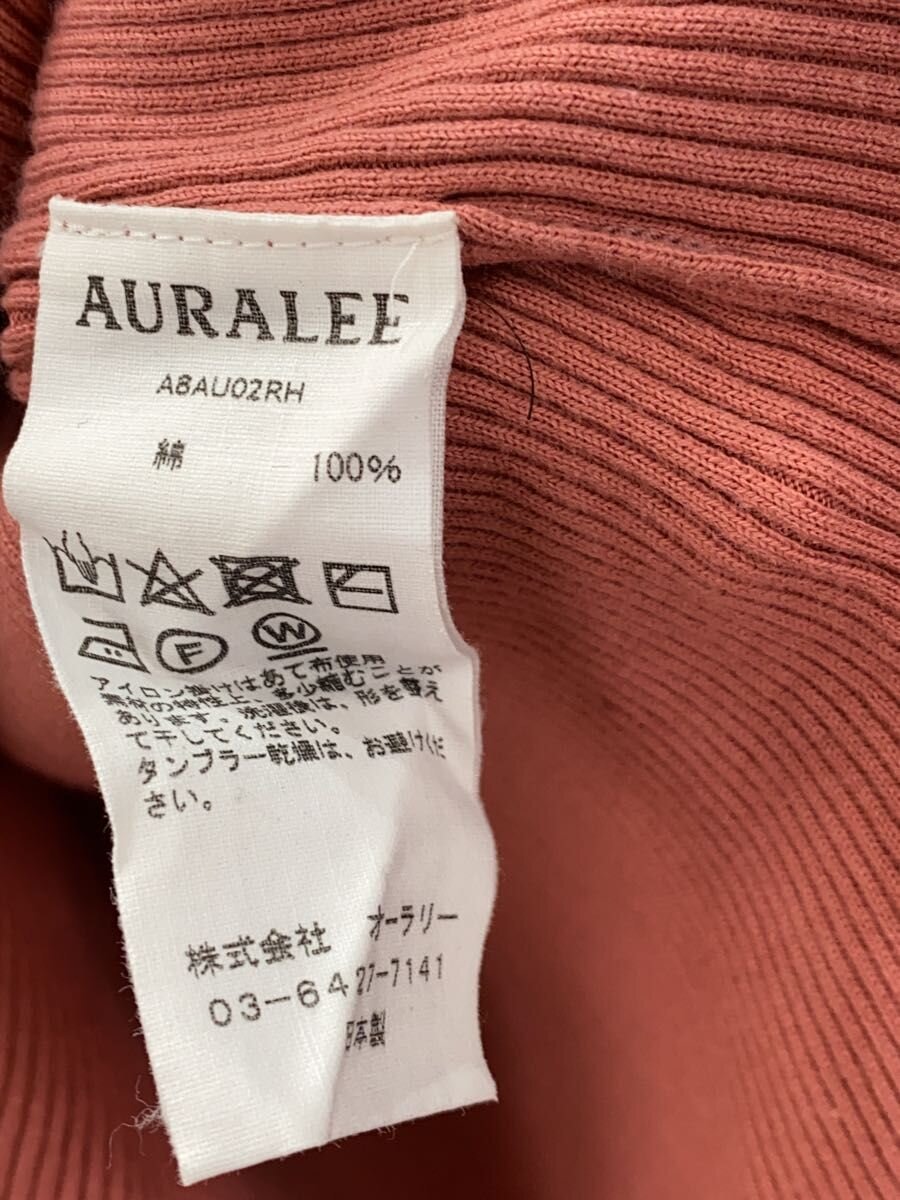 AURALEE
A8AU02RH
綿 100%
F
W
アイロン掛けはあて布使用
素材の特性上、多少縮むことが
あります。洗濯後は、形を整え
て干してください。
タンブラー乾燥は、お避けくだ
さい。
株式会社 オーラリー
03-6427-7141
日本製